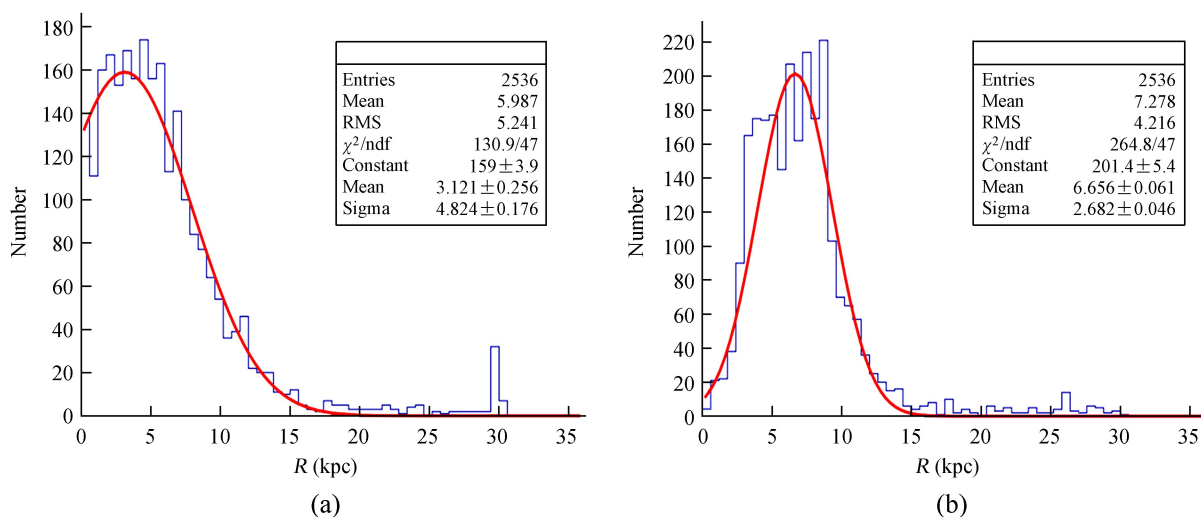 180
160
140
120
100
80
60
40
20
0
Number
0 5 10 15 20 25 30 35
R (kpc)
Entries 2536
Mean 5.987
RMS 5.241
χ²/ndf 130.9/47
Constant 159±3.9
Mean 3.121±0.256
Sigma 4.824±0.176
(a)
220
200
180
160
140
120
100
80
60
40
20
0
Number
0 5 10 15 20 25 30 35
R (kpc)
Entries 2536
Mean 7.278
RMS 4.216
χ²/ndf 264.8/47
Constant 201.4±5.4
Mean 6.656±0.061
Sigma 2.682±0.046
(b)